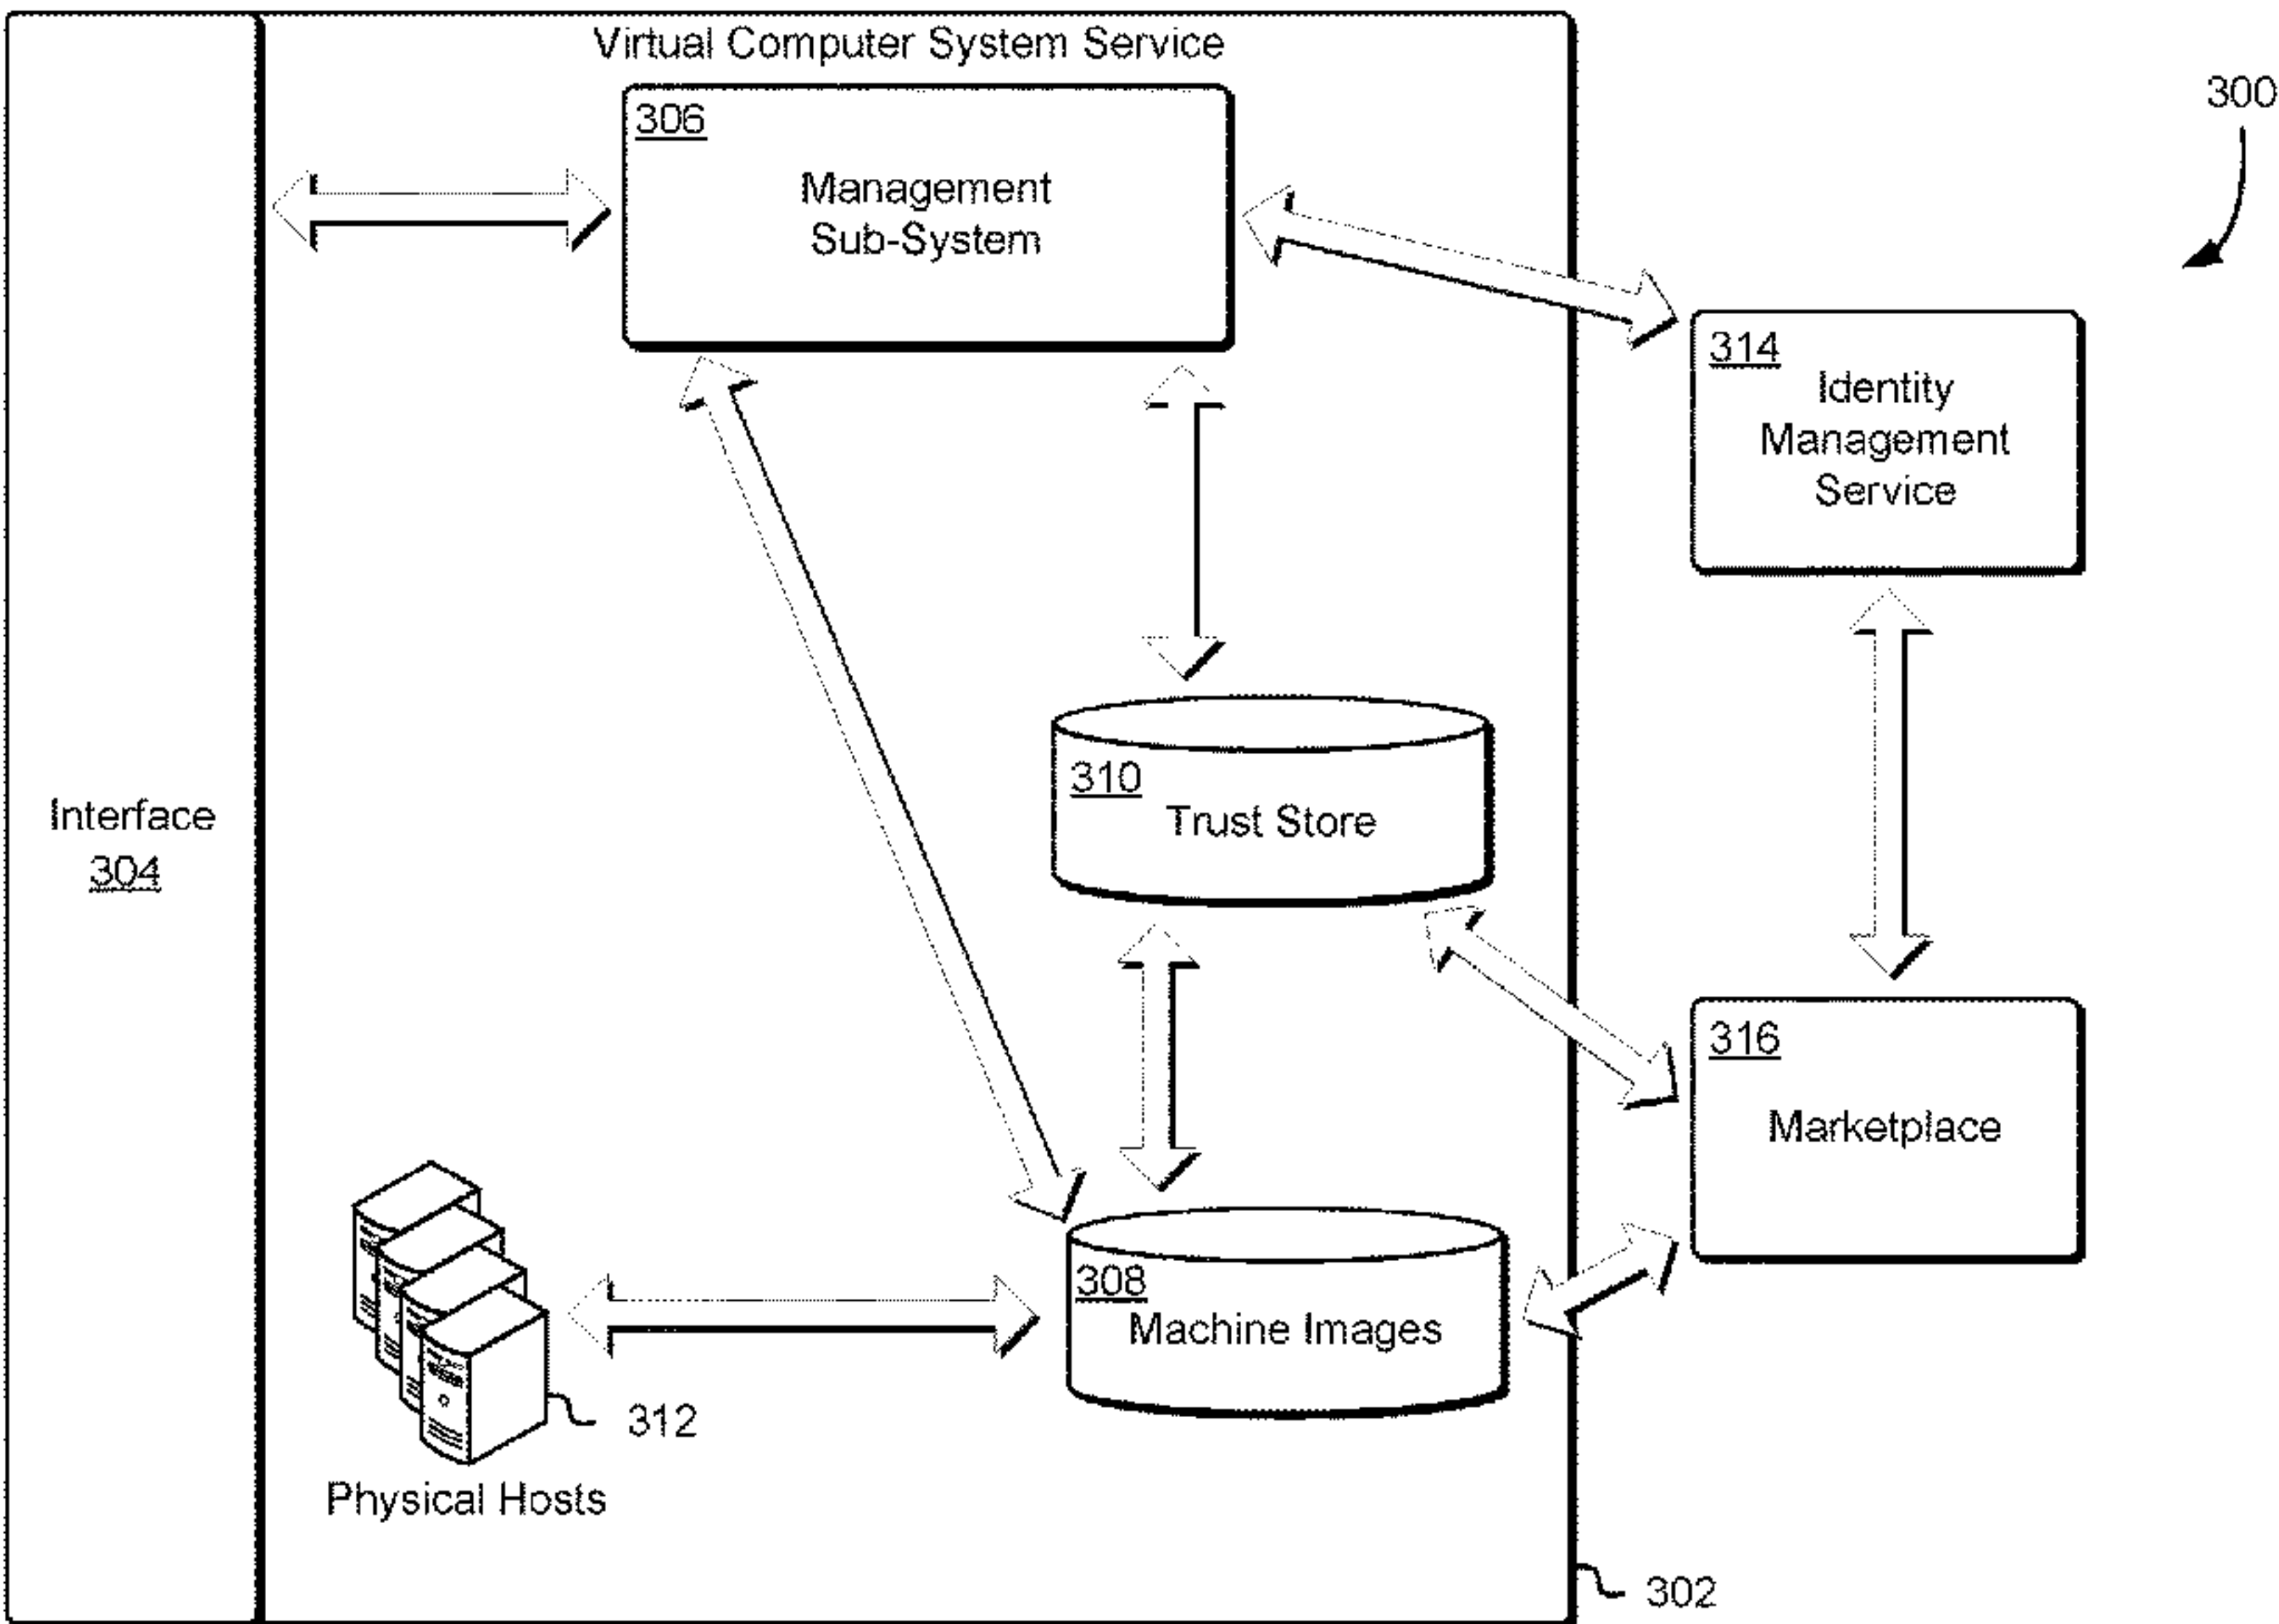 Virtual Computer System Service
300
306
Management
Sub-System
314
Identity
Management
Service
310
Trust Store
Interface
304
316
Marketplace
308
Machine Images
312
Physical Hosts
302